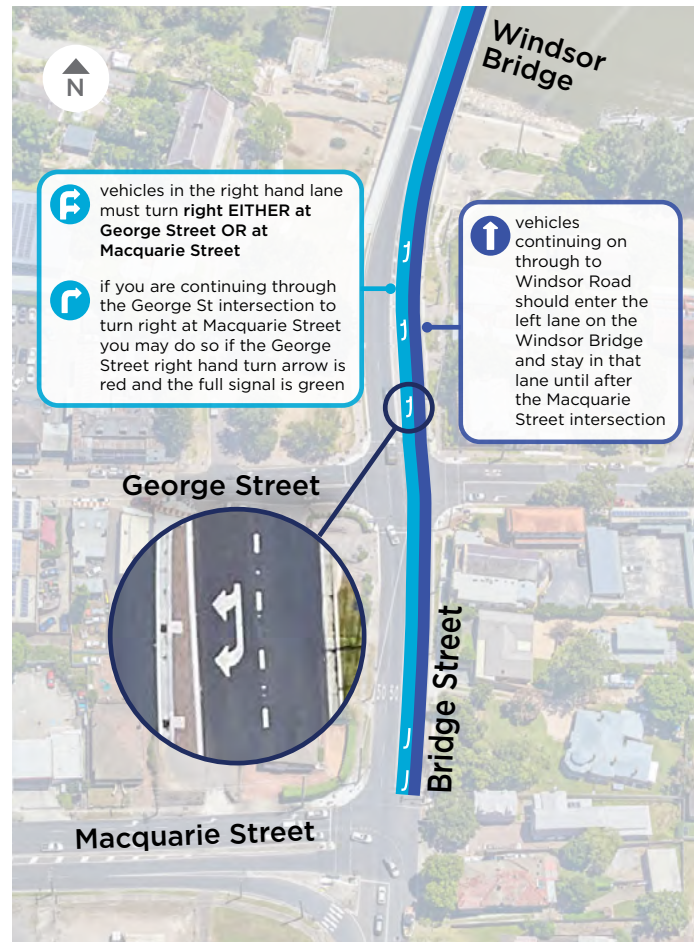 Windsor
Bridge
N
vehicles in the right hand lane
must turn right EITHER at
George Street OR at
Macquarie Street
if you are continuing through
the George St intersection to
turn right at Macquarie Street
you may do so if the George
Street right hand turn arrow is
red and the full signal is green
vehicles
continuing on
through to
Windsor Road
should enter the
left lane on the
Windsor Bridge
and stay in that
lane until after
the Macquarie
Street intersection
George Street
Bridge Street
Macquarie Street